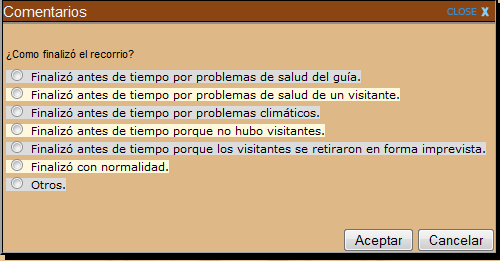 Comentarios CLOSE X
¿Como finalizó el recorrio?
Finalizó antes de tiempo por problemas de salud del guía.
Finalizó antes de tiempo por problemas de salud de un visitante.
Finalizó antes de tiempo por problemas climáticos.
Finalizó antes de tiempo porque no hubo visitantes.
Finalizó antes de tiempo porque los visitantes se retiraron en forma imprevista.
Finalizó con normalidad.
Otros.
Aceptar Cancelar